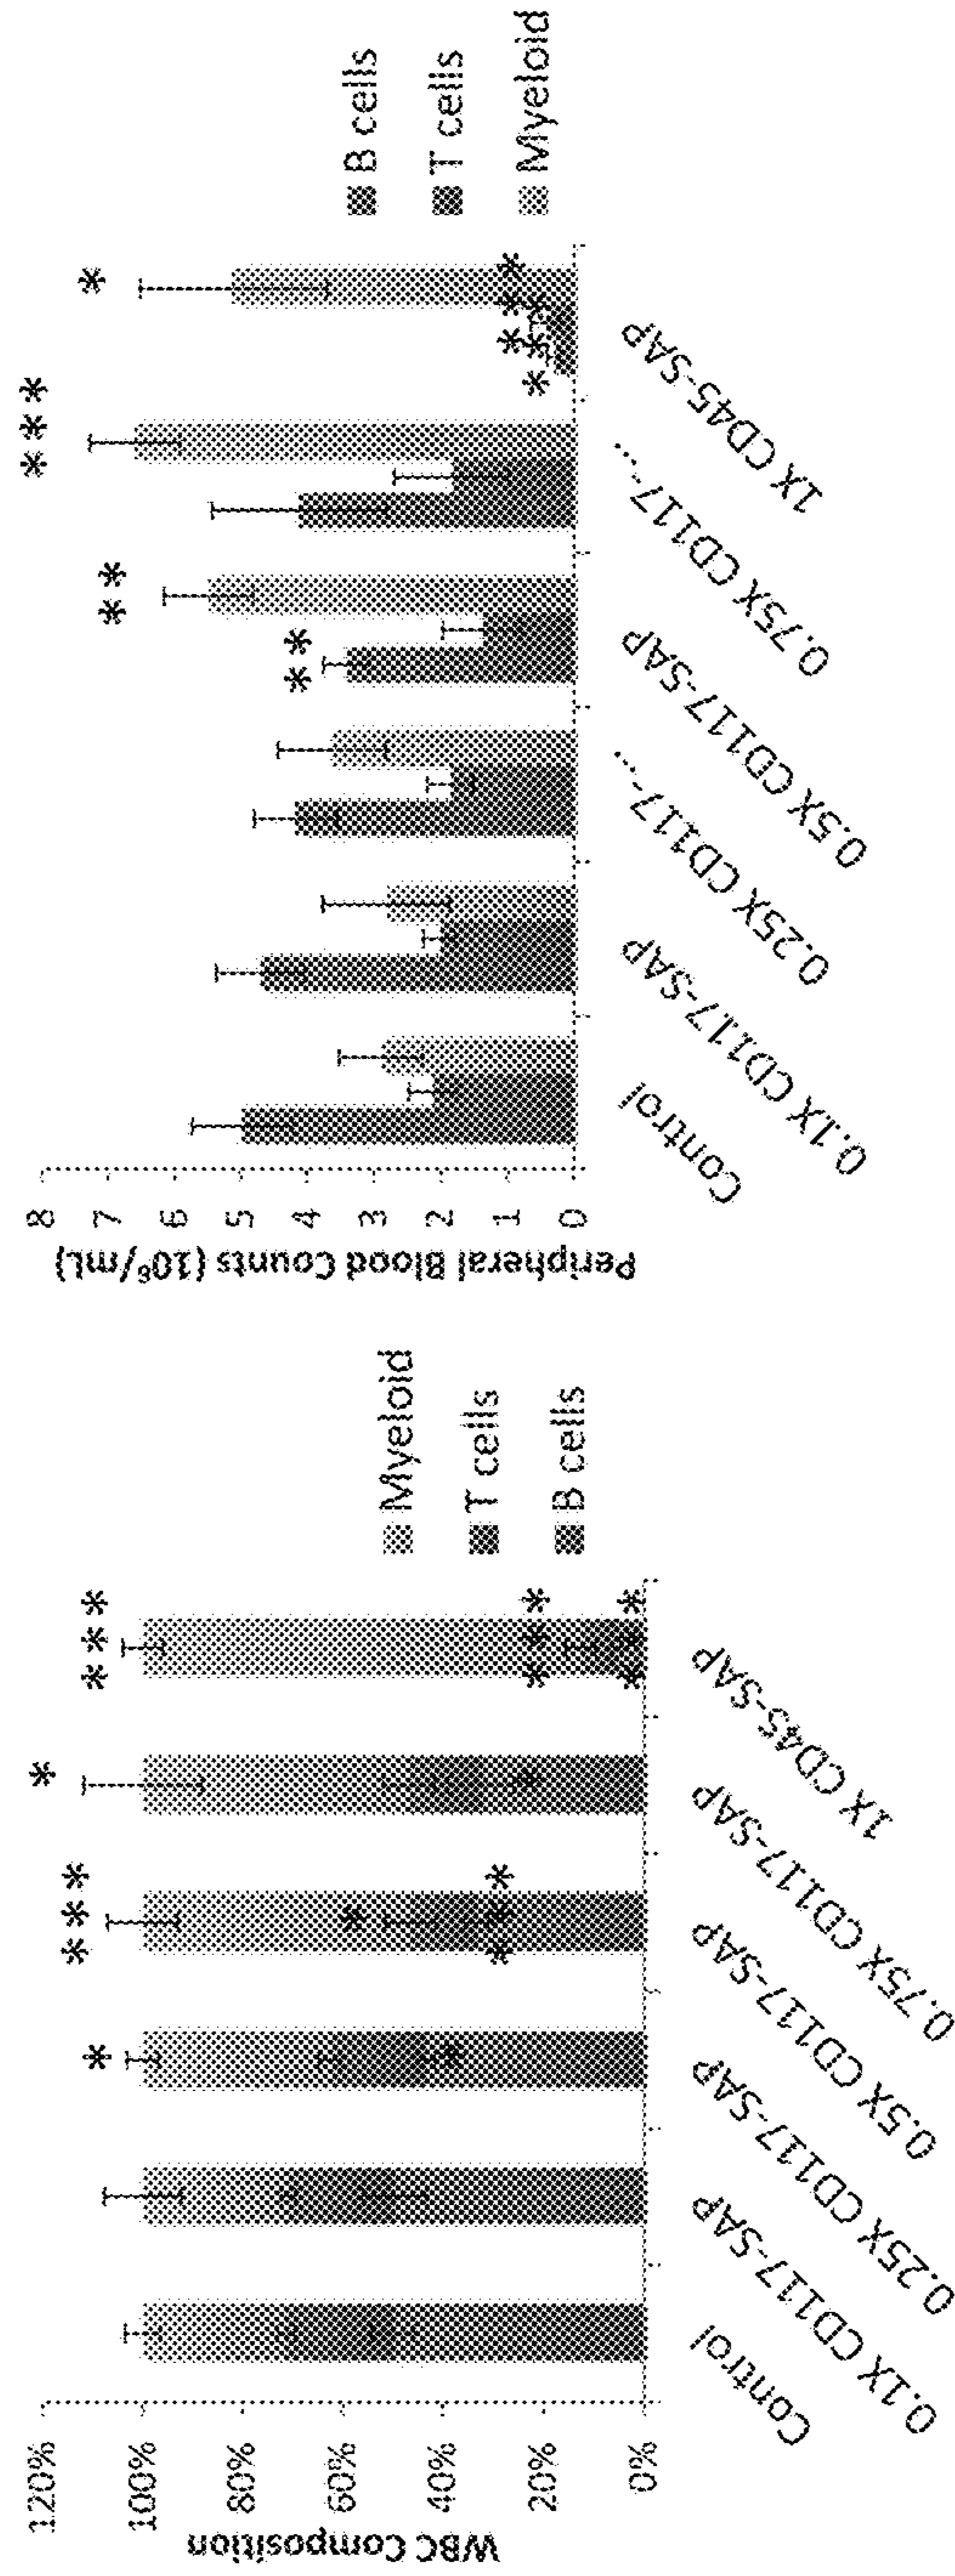 WBC Composition
120%
100%
80%
60%
40%
20%
0%
***
*
***
*
*
***
*
*
***
***
***
Control
0.1X CD117-SAP
0.25X CD117-SAP
0.5X CD117-SAP
0.75X CD117-SAP
1X CD45-SAP
Myeloid
T cells
B cells
Peripheral Blood Counts (10⁶/mL)
8
7
6
5
4
3
2
1
0
**
**
***
*
***
***
Control
0.1X CD117-SAP
0.25X CD117-...
0.5X CD117-SAP
0.75X CD117-...
1X CD45-SAP
B cells
T cells
Myeloid